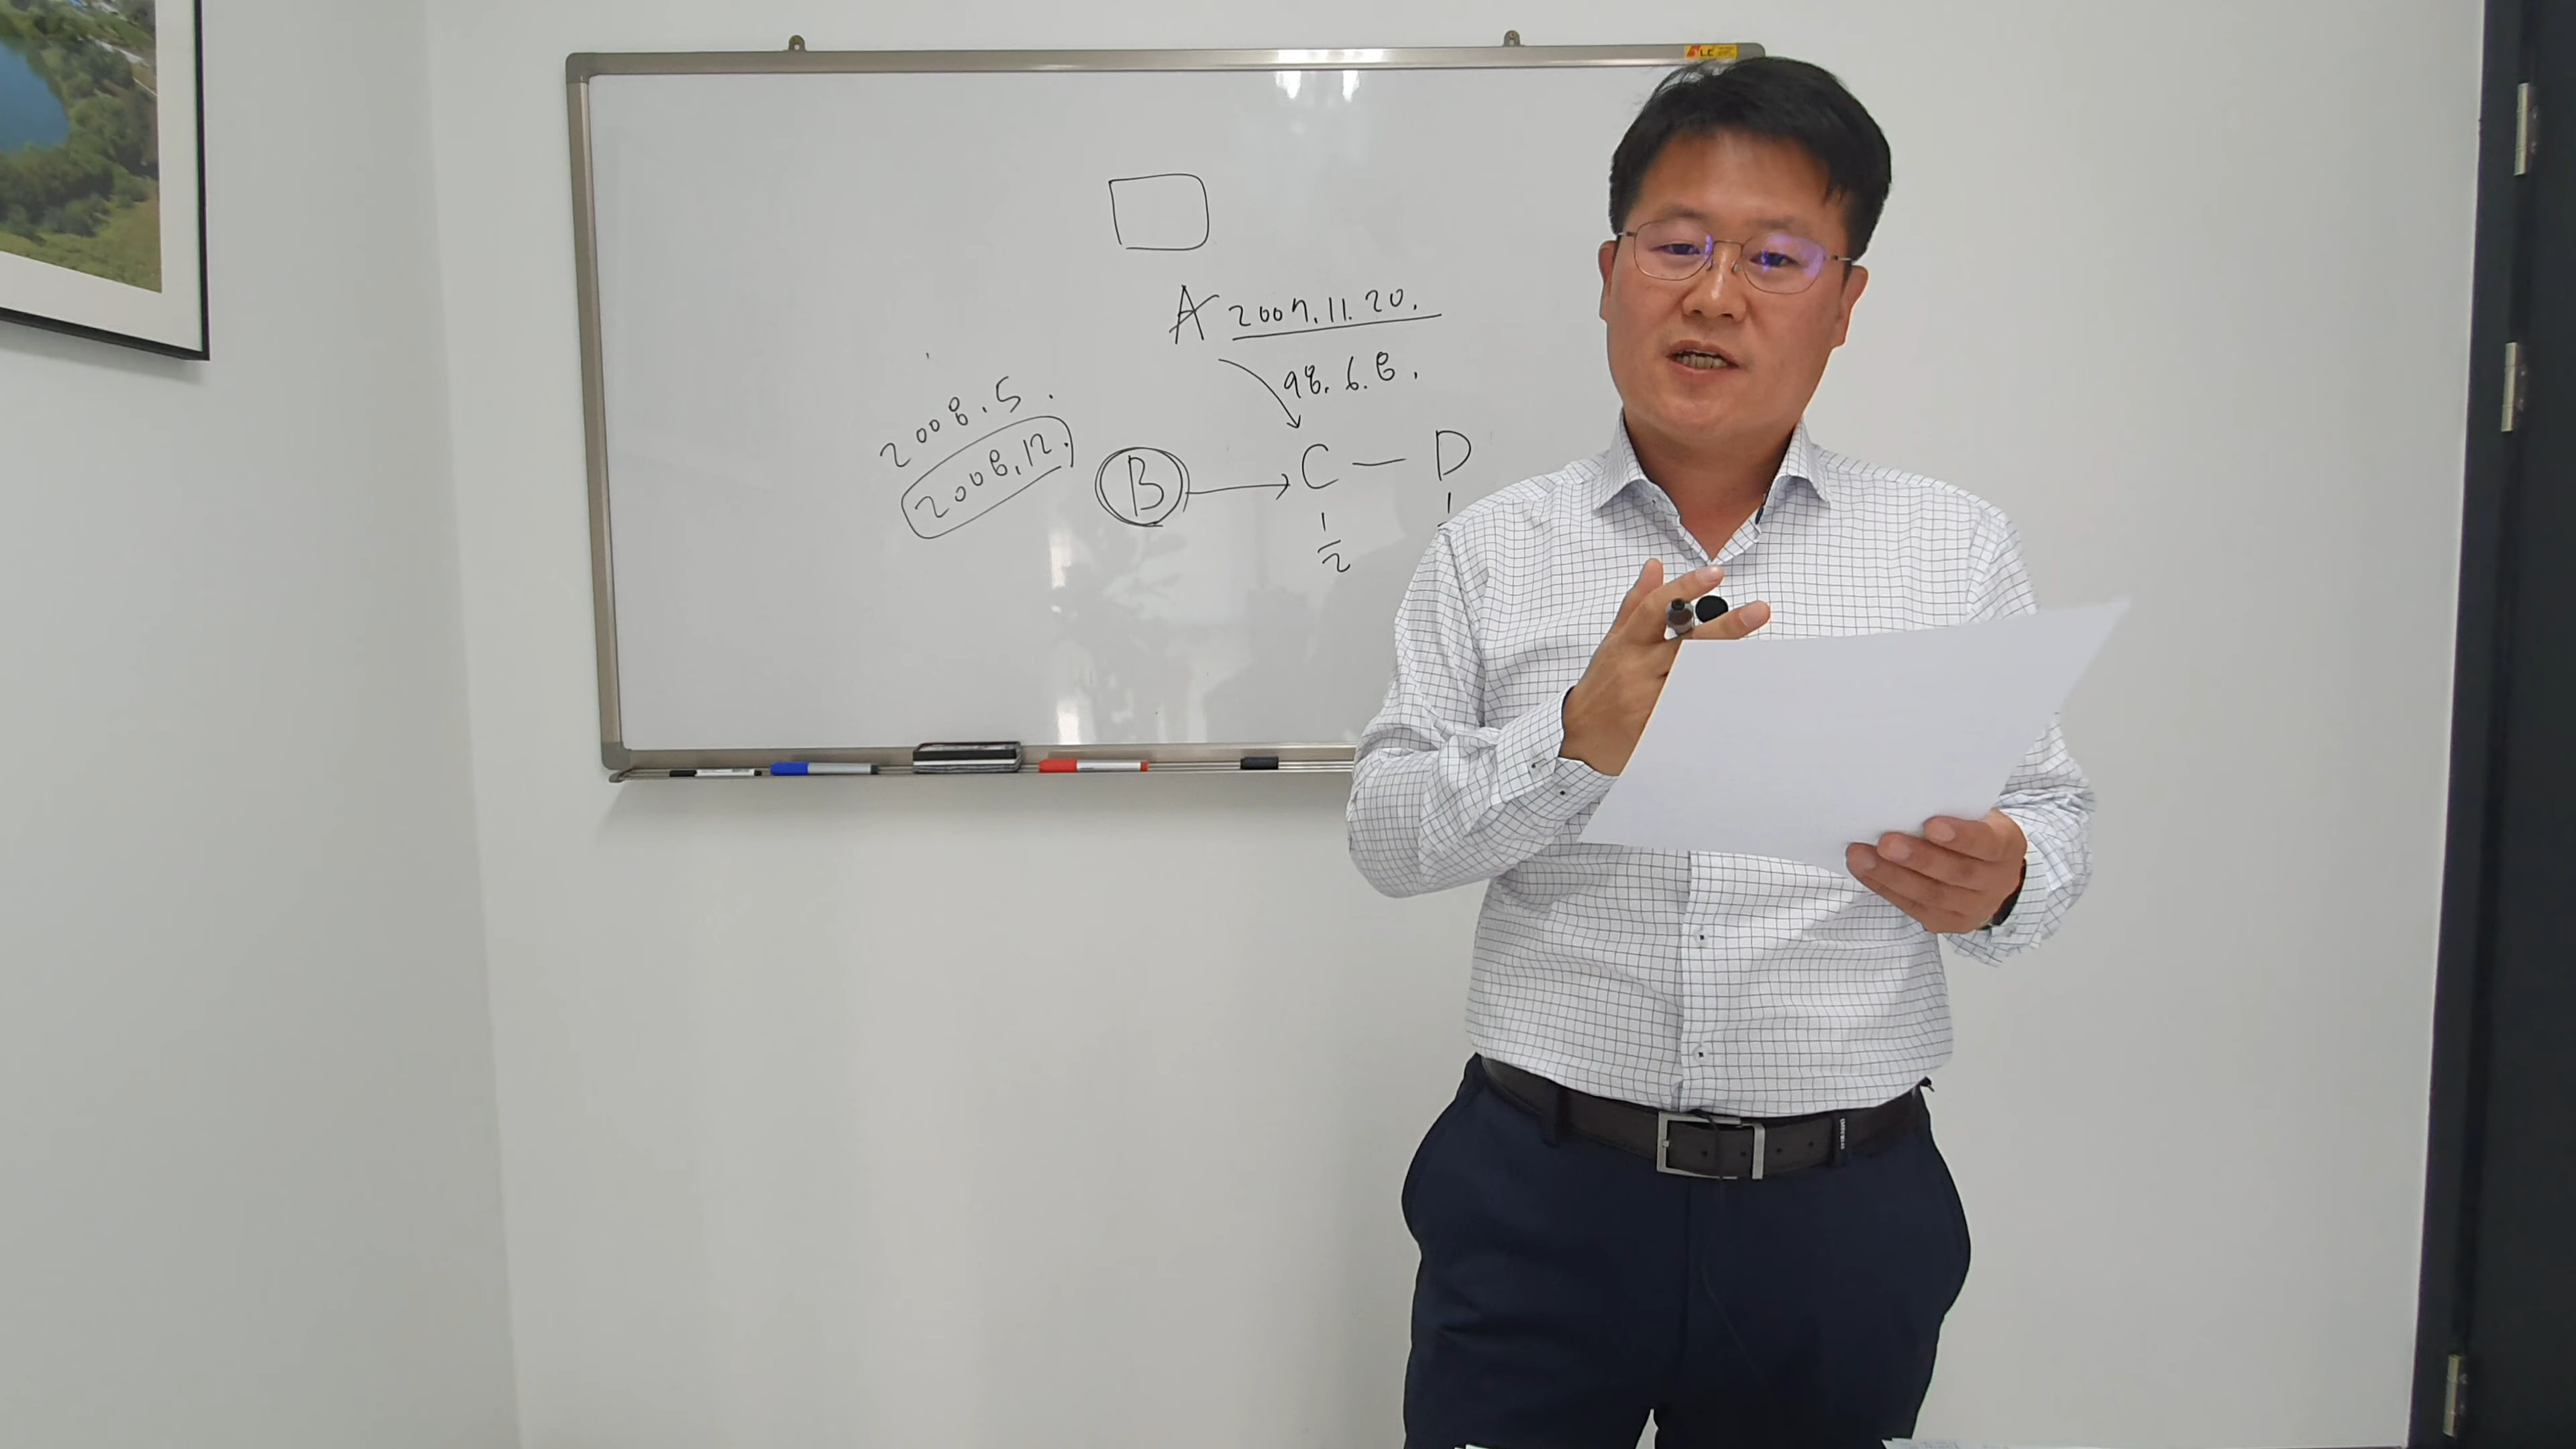 A 2007.11.20.
98.6.8.
2008.5.
2008.12.
B → C — D
1
2